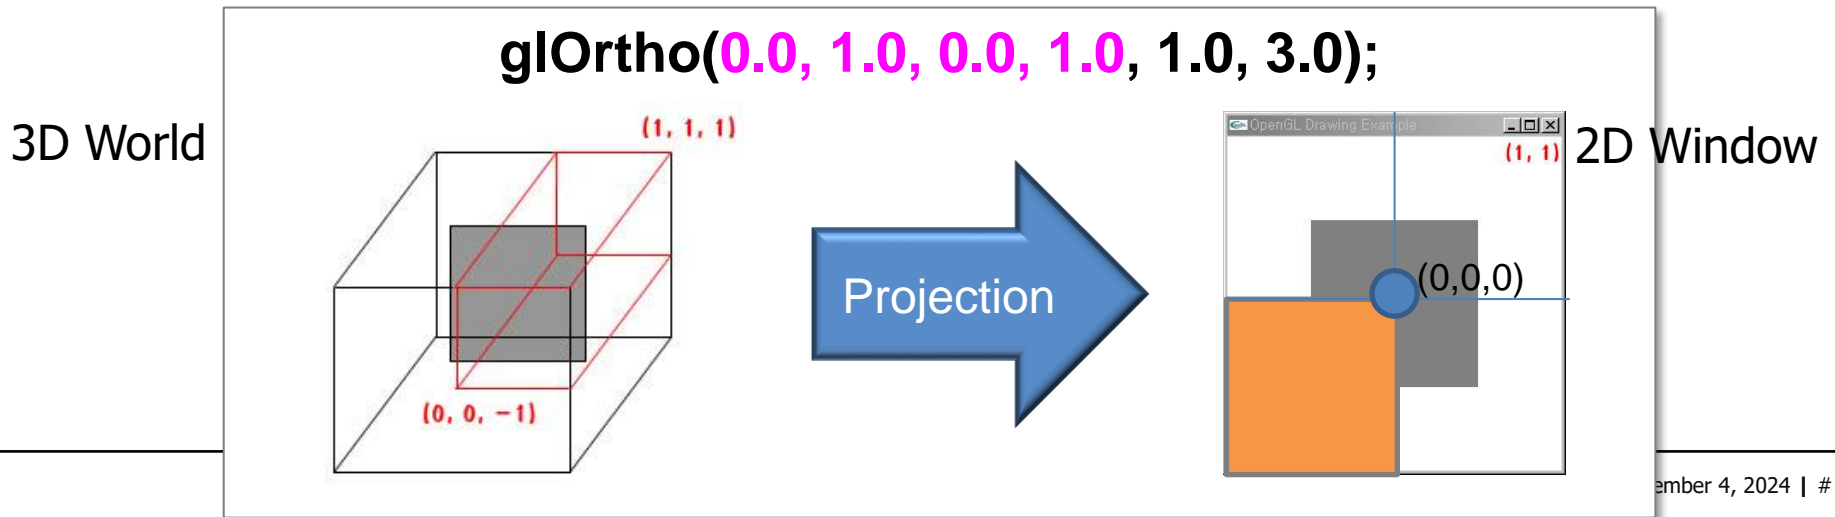 glOrtho(0.0, 1.0, 0.0, 1.0, 1.0, 3.0);
3D World
(1, 1, 1)
(0, 0, -1)
Projection
OpenGL Drawing Example
(1, 1)
2D Window
(0,0,0)
ember 4, 2024 | #